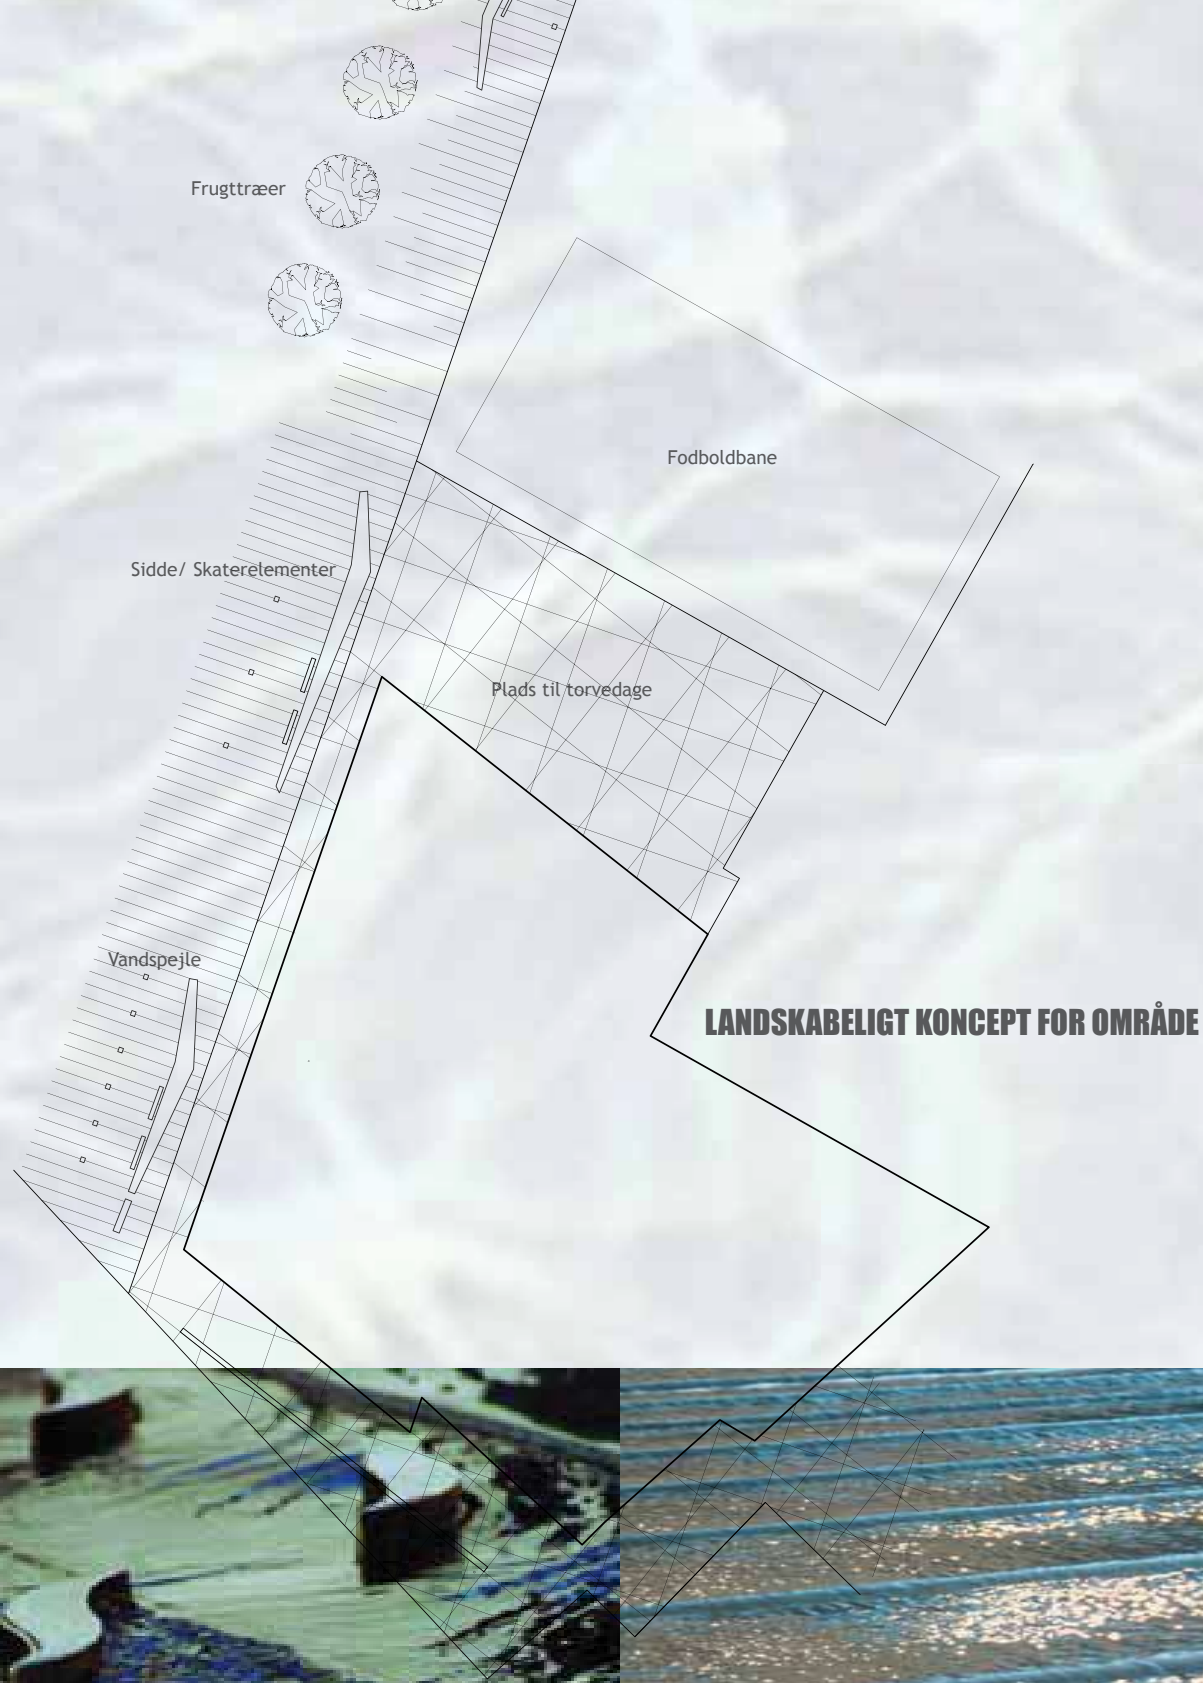 Frugttræer
Fodboldbane
Sidde/ Skaterelementer
Plads til torvedage
Vandspejle
LANDSKABELIGT KONCEPT FOR OMRÅDE